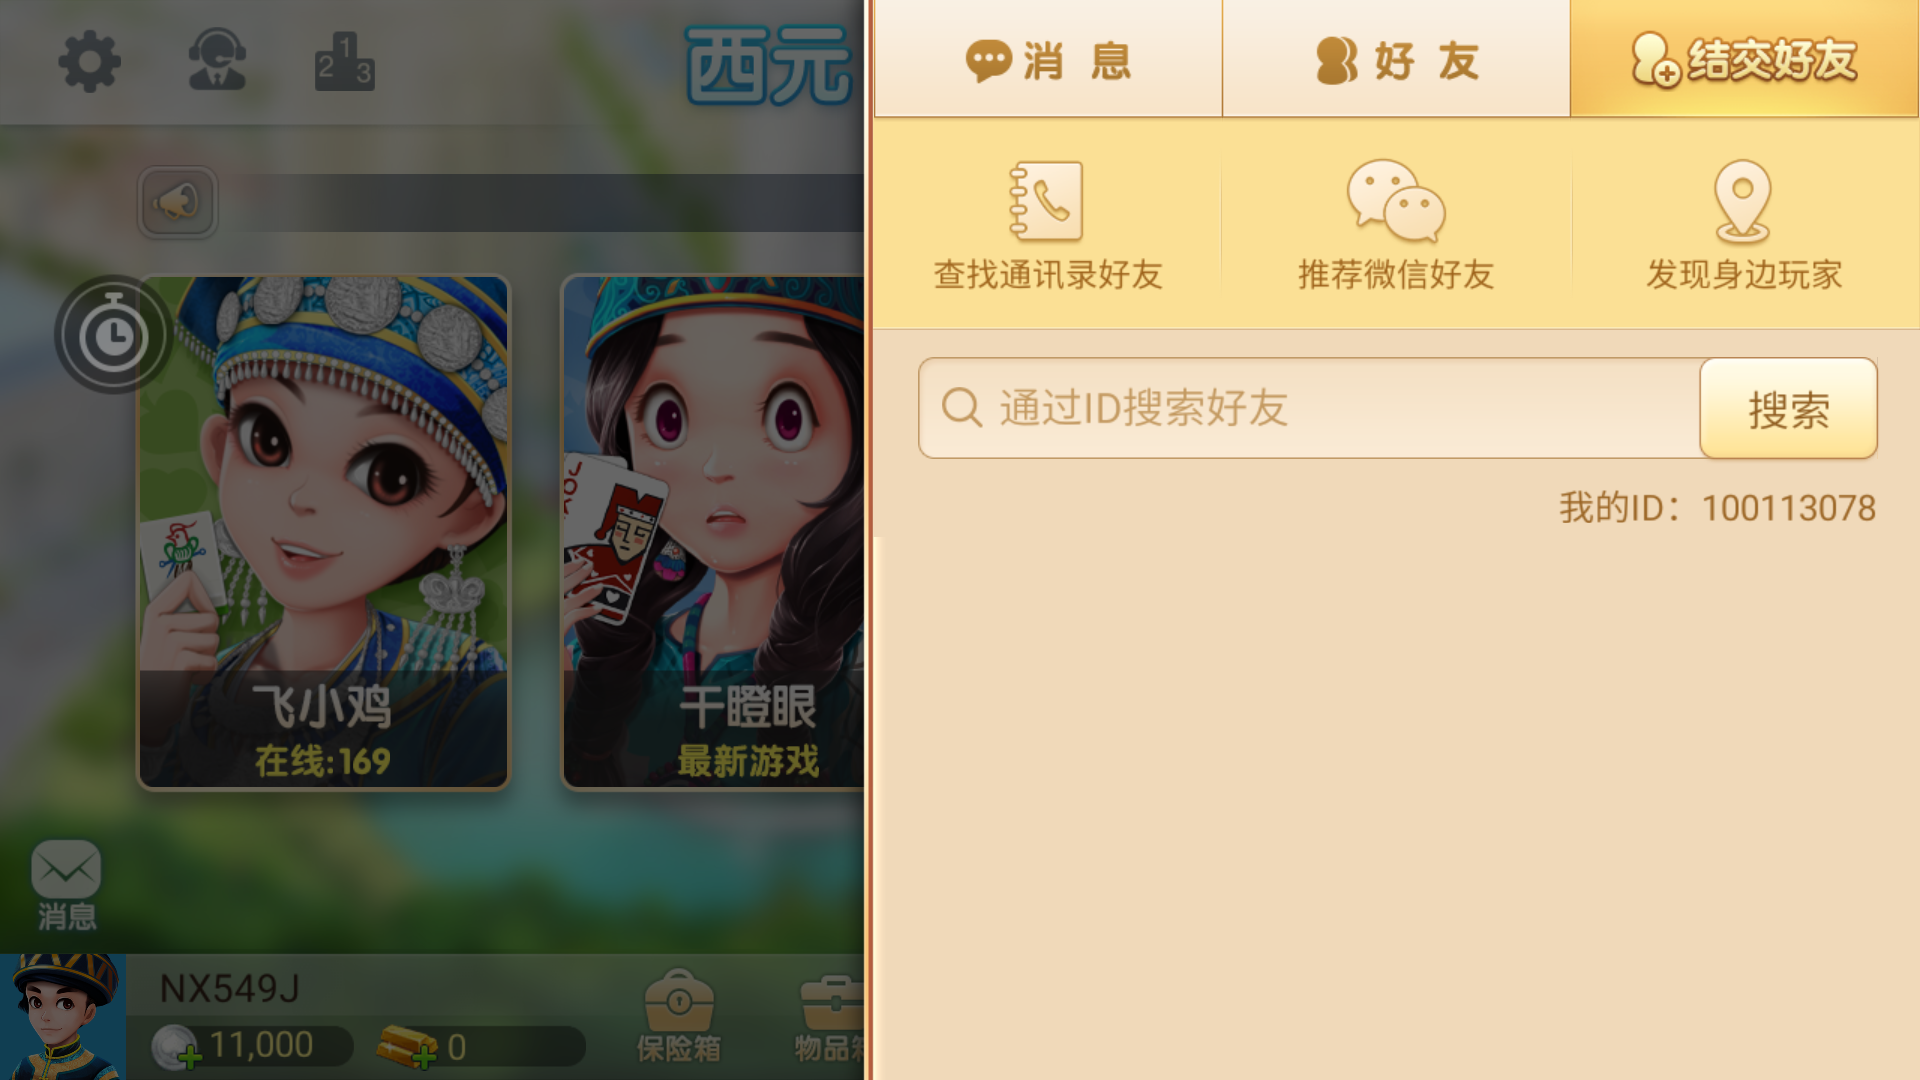 西元
消 息
好 友
结交好友
查找通讯录好友
推荐微信好友
发现身边玩家
通过ID搜索好友
搜索
我的ID：100113078
1
2
3
J
O
K
飞小鸡
在线:169
干瞪眼
最新游戏
消息
NX549J
11,000
0
保险箱
物品箱